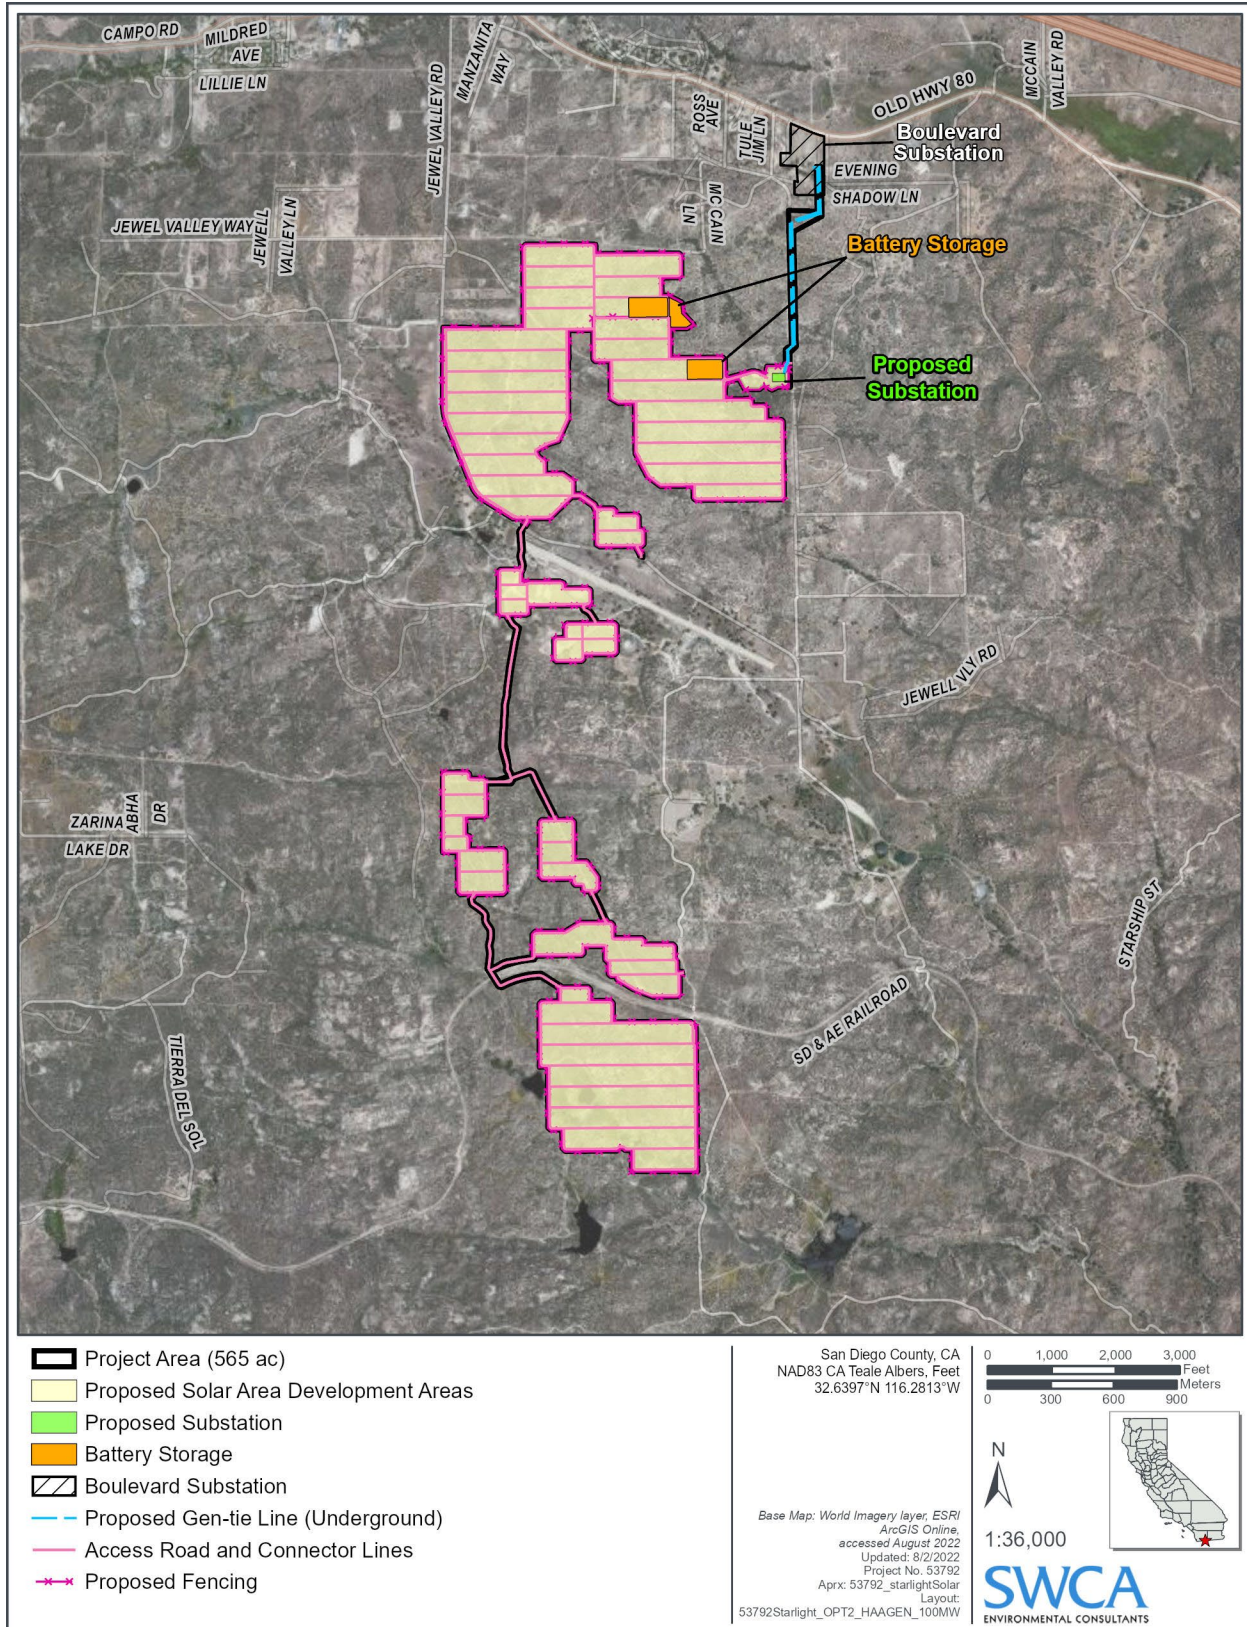 CAMPO RD
MILDRED
AVE
LILLIE LN
MANZANITA
WAY
JEWEL VALLEY RD
ROSS
AVE
TULE
JIM LN
OLD HWY 80
MCCAIN
VALLEY RD
Boulevard
Substation
EVENING
SHADOW LN
MC CAIN
LN
JEWEL VALLEY WAY
JEWELL
VALLEY LN
Battery Storage
Proposed
Substation
JEWELL VLY RD
ZARINA
LAKE DR
ABHA
DR
STARSHIP ST
SD & AE RAILROAD
TIERRA DEL SOL
Project Area (565 ac)
Proposed Solar Area Development Areas
Proposed Substation
Battery Storage
Boulevard Substation
Proposed Gen-tie Line (Underground)
Access Road and Connector Lines
Proposed Fencing
San Diego County, CA
NAD83 CA Teale Albers, Feet
32.6397°N 116.2813°W
Base Map: World Imagery layer, ESRI
ArcGIS Online,
accessed August 2022
Updated: 8/2/2022
Project No. 53792
Aprx: 53792_starlightSolar
Layout:
53792Starlight_OPT2_HAAGEN_100MW
0 1,000 2,000 3,000
Feet
Meters
0 300 600 900
N
1:36,000
SWCA
ENVIRONMENTAL CONSULTANTS